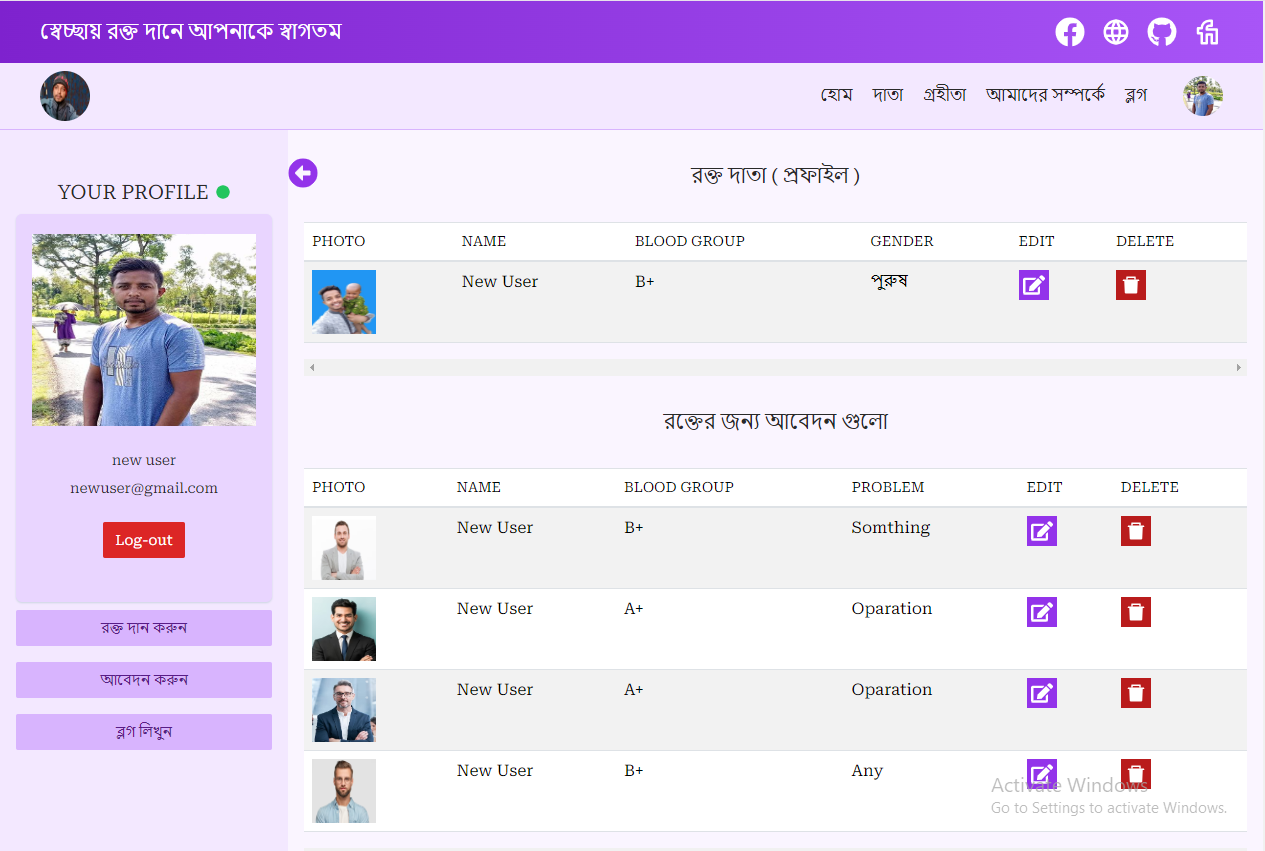 স্বেচ্ছায় রক্ত দানে আপনাকে স্বাগতম
হোম দাতা গ্রহীতা আমাদের সম্পর্কে ব্লগ
YOUR PROFILE
new user
newuser@gmail.com
Log-out
রক্ত দান করুন
আবেদন করুন
ব্লগ লিখুন
রক্ত দাতা ( প্রফাইল )
PHOTO NAME BLOOD GROUP GENDER EDIT DELETE
New User B+ পুরুষ
রক্তের জন্য আবেদন গুলো
PHOTO NAME BLOOD GROUP PROBLEM EDIT DELETE
New User B+ Somthing
New User A+ Oparation
New User A+ Oparation
New User B+ Any
Activate Windows
Go to Settings to activate Windows.